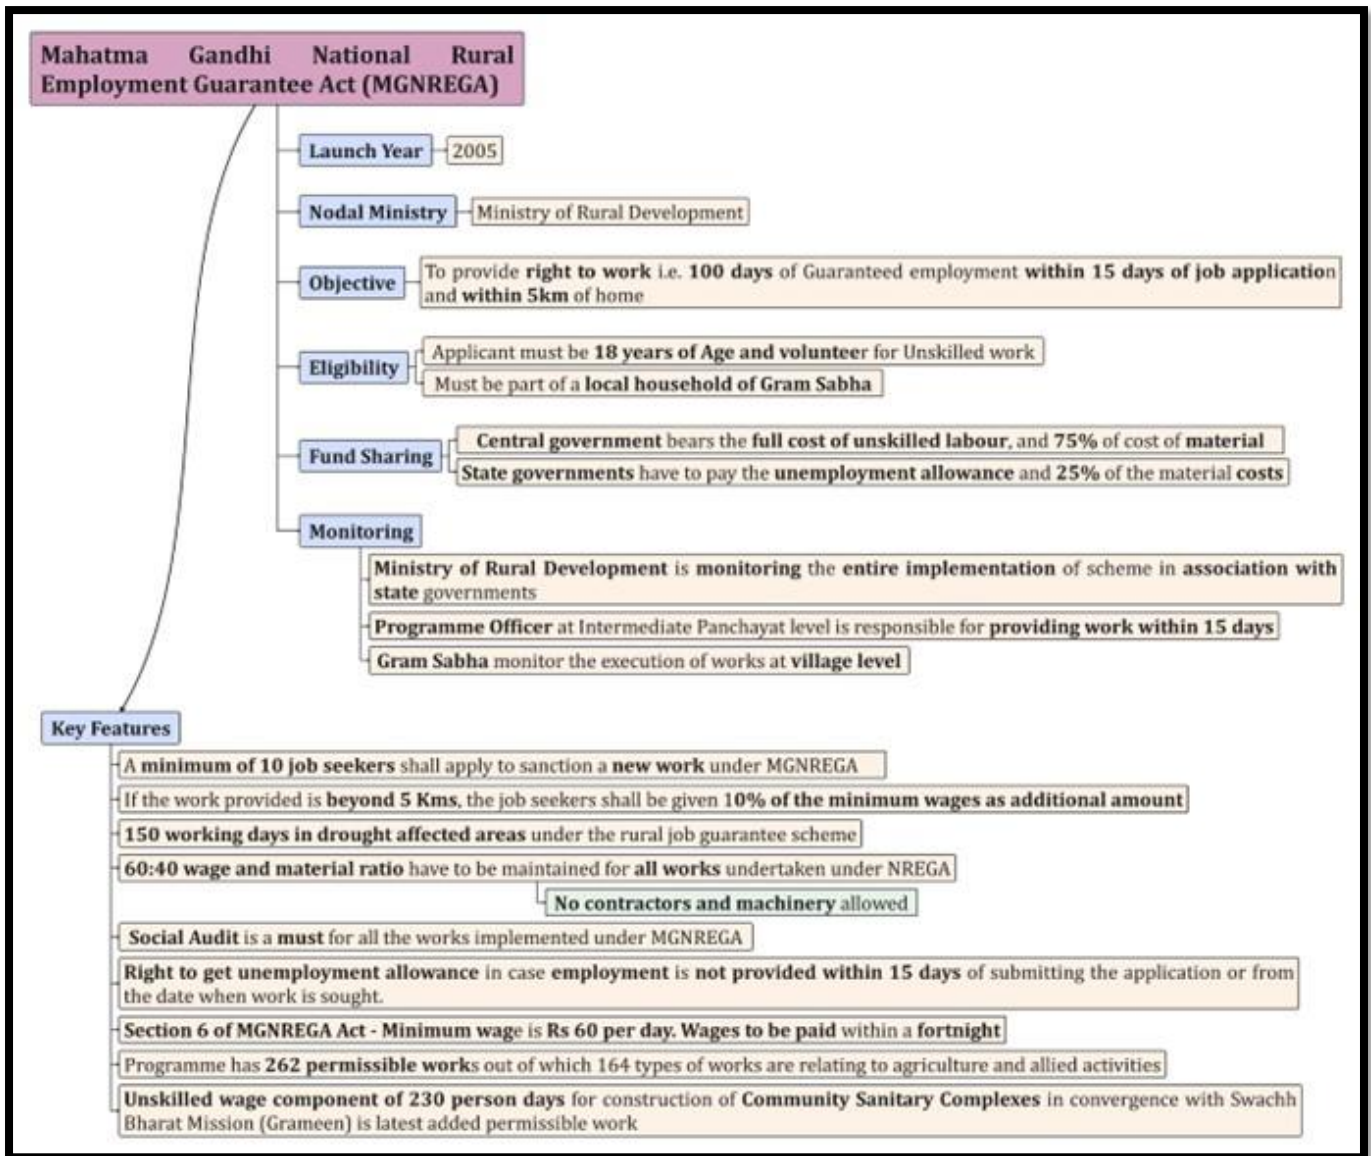 Mahatma Gandhi National Rural
Employment Guarantee Act (MGNREGA)
Launch Year
2005
Nodal Ministry
Ministry of Rural Development
Objective
To provide right to work i.e. 100 days of Guaranteed employment within 15 days of job application
and within 5km of home
Eligibility
Applicant must be 18 years of Age and volunteer for Unskilled work
Must be part of a local household of Gram Sabha
Fund Sharing
Central government bears the full cost of unskilled labour, and 75% of cost of material
State governments have to pay the unemployment allowance and 25% of the material costs
Monitoring
Ministry of Rural Development is monitoring the entire implementation of scheme in association with
state governments
Programme Officer at Intermediate Panchayat level is responsible for providing work within 15 days
Gram Sabha monitor the execution of works at village level
Key Features
A minimum of 10 job seekers shall apply to sanction a new work under MGNREGA
If the work provided is beyond 5 Kms, the job seekers shall be given 10% of the minimum wages as additional amount
150 working days in drought affected areas under the rural job guarantee scheme
60:40 wage and material ratio have to be maintained for all works undertaken under NREGA
No contractors and machinery allowed
Social Audit is a must for all the works implemented under MGNREGA
Right to get unemployment allowance in case employment is not provided within 15 days of submitting the application or from
the date when work is sought.
Section 6 of MGNREGA Act - Minimum wage is Rs 60 per day. Wages to be paid within a fortnight
Programme has 262 permissible works out of which 164 types of works are relating to agriculture and allied activities
Unskilled wage component of 230 person days for construction of Community Sanitary Complexes in convergence with Swachh
Bharat Mission (Grameen) is latest added permissible work